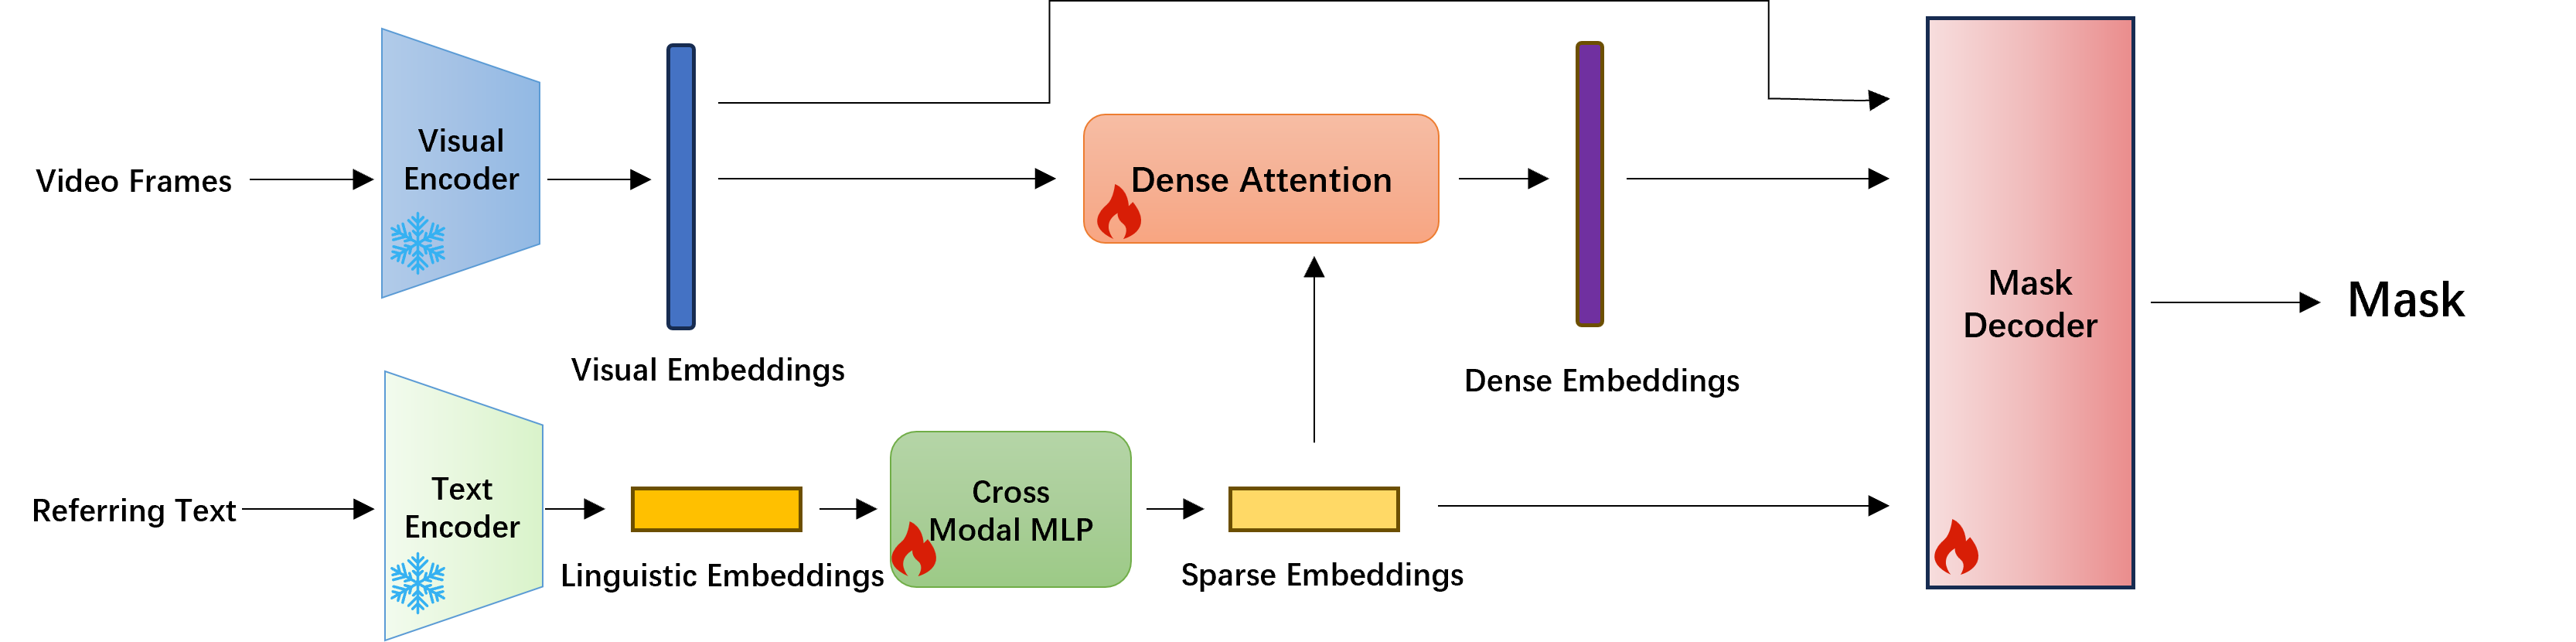 Video Frames
Visual
Encoder
Visual Embeddings
Dense Attention
Dense Embeddings
Mask
Decoder
Mask
Referring Text
Text
Encoder
Linguistic Embeddings
Cross
Modal MLP
Sparse Embeddings